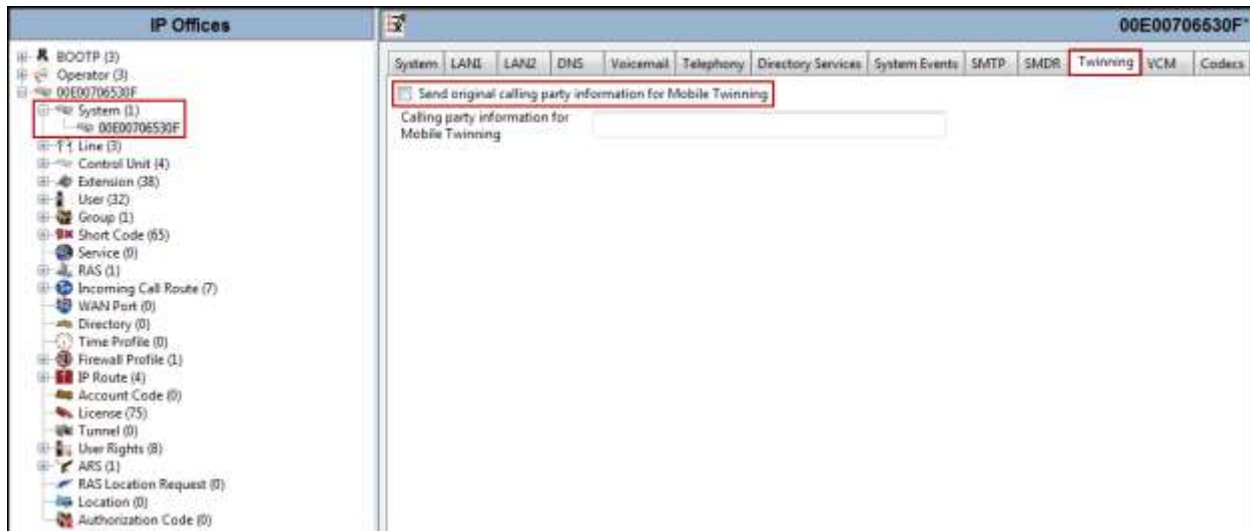 IP Offices
BOOTP (3)
Operator (3)
00E00706530F
System (1)
00E00706530F
Line (3)
Control Unit (4)
Extension (38)
User (32)
Group (1)
Short Code (65)
Service (0)
RAS (1)
Incoming Call Route (7)
WAN Port (0)
Directory (0)
Time Profile (0)
Firewall Profile (1)
IP Route (4)
Account Code (0)
License (75)
Tunnel (0)
User Rights (8)
ARS (1)
RAS Location Request (0)
Location (0)
Authorization Code (0)
00E00706530F*
System LAN1 LAN2 DNS Voicemail Telephony Directory Services System Events SMTP SMDR Twinning VCM Codecs
Send original calling party information for Mobile Twinning
Calling party information for
Mobile Twinning